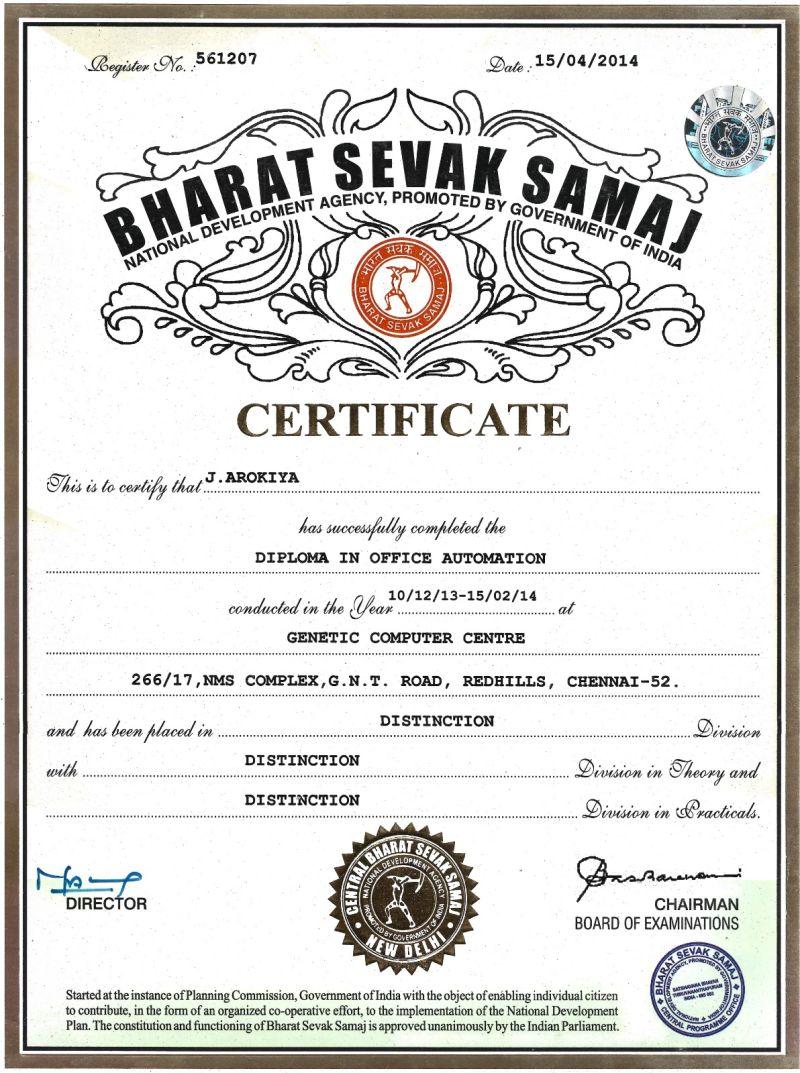 Register No. : 561207
Date : 15/04/2014
भारत सेवक समाज
BHARAT SEVAK SAMAJ
BHARAT SEVAK SAMAJ
NATIONAL DEVELOPMENT AGENCY, PROMOTED BY GOVERNMENT OF INDIA
भारत सेवक समाज
BHARAT SEVAK SAMAJ
CERTIFICATE
This is to certify that J.AROKIYA
has successfully completed the
DIPLOMA IN OFFICE AUTOMATION
conducted in the Year 10/12/13-15/02/14 at
GENETIC COMPUTER CENTRE
266/17,NMS COMPLEX,G.N.T. ROAD, REDHILLS, CHENNAI-52.
and has been placed in DISTINCTION Division
with DISTINCTION Division in Theory and
DISTINCTION Division in Practicals.
DIRECTOR
CENTRAL BHARAT SEVAK SAMAJ
NATIONAL DEVELOPMENT AGENCY
PROMOTED BY GOVERNMENT OF INDIA
NEW DELHI
CHAIRMAN
BOARD OF EXAMINATIONS
BHARAT SEVAK SAMAJ
CENTRAL PROGRAMME OFFICE
Started at the instance of Planning Commission, Government of India with the object of enabling individual citizen
to contribute, in the form of an organized co-operative effort, to the implementation of the National Development
Plan. The constitution and functioning of Bharat Sevak Samaj is approved unanimously by the Indian Parliament.